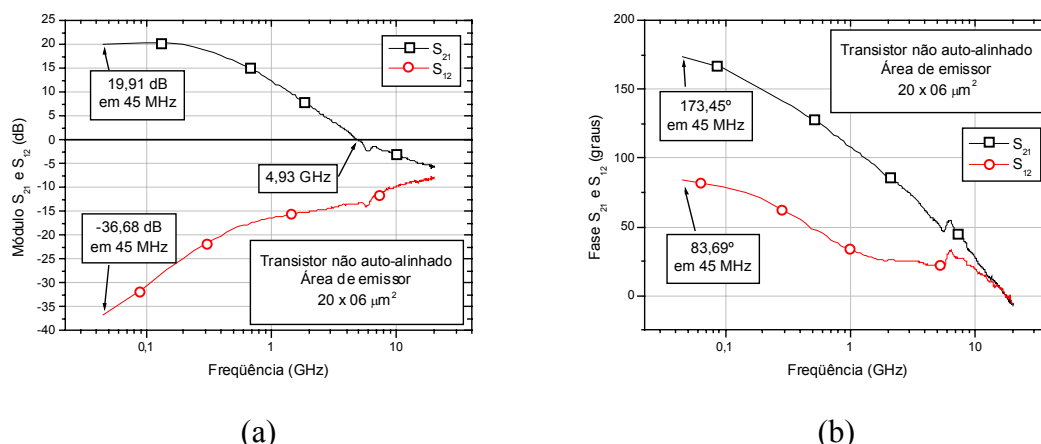 25
20
15
10
5
0
-5
-10
-15
-20
-25
-30
-35
-40
Módulo S21 e S12 (dB)
S21
S12
19,91 dB
em 45 MHz
4,93 GHz
-36,68 dB
em 45 MHz
Transistor não auto-alinhado
Área de emissor
20 x 06 μm²
0,1
1
10
Freqüência (GHz)
(a)
150
100
50
0
Fase S21 e S12 (graus)
Transistor não auto-alinhado
Área de emissor
20 x 06 μm²
173,45º
em 45 MHz
S21
S12
83,69º
em 45 MHz
0,1
1
10
Freqüência (GHz)
(b)